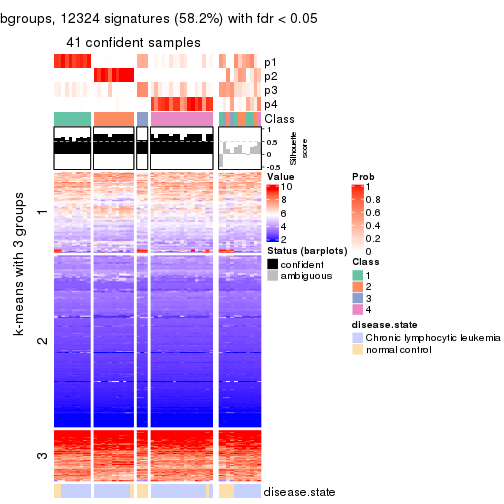 bgroups, 12324 signatures (58.2%) with fdr < 0.05
41 confident samples
p1
p2
p3
p4
Class
1
0.5
0
-0.5
Silhouette
score
k-means with 3 groups
1
2
3
Value
10
8
6
4
2
Status (barplots)
confident
ambiguous
Prob
1
0.8
0.6
0.4
0.2
0
Class
1
2
3
4
disease.state
Chronic lymphocytic leukemia
normal control
disease.state